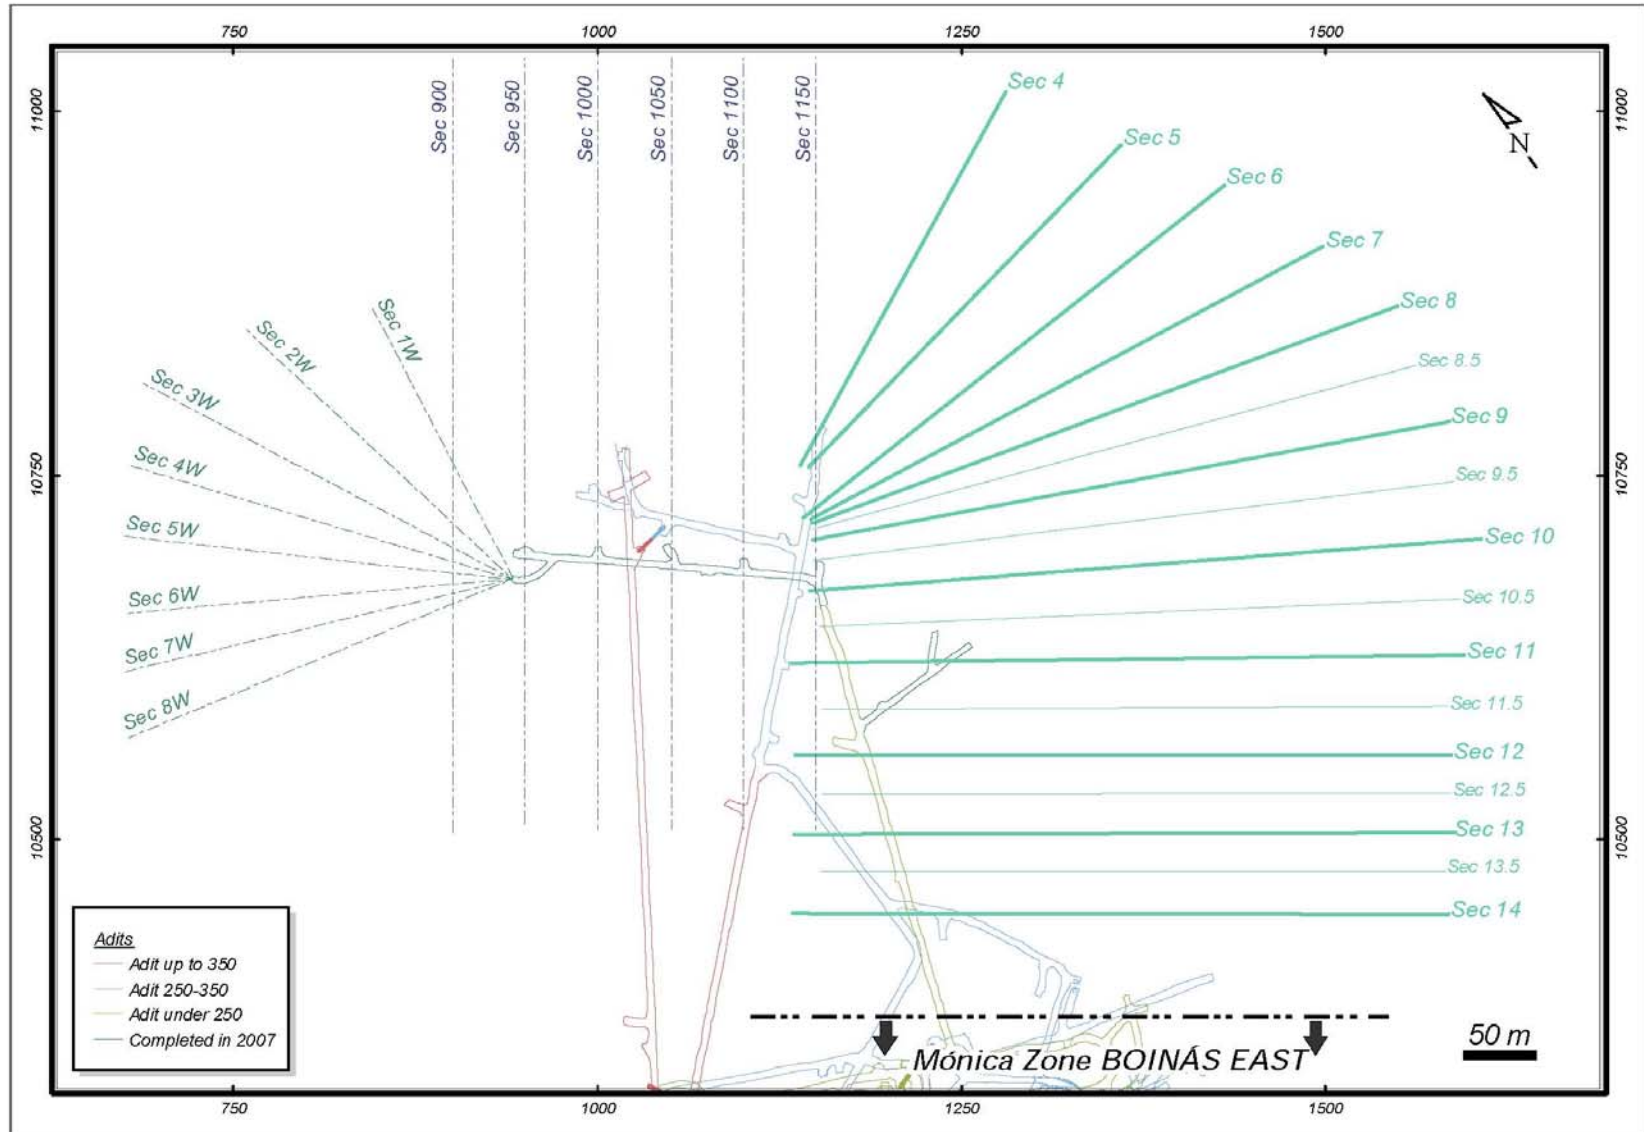 750
1000
1250
1500
11000
11000
10750
10750
10500
10500
Sec 900
Sec 950
Sec 1000
Sec 1050
Sec 1100
Sec 1150
Sec 4
Sec 5
Sec 6
Sec 7
Sec 8
Sec 8.5
Sec 9
Sec 9.5
Sec 10
Sec 10.5
Sec 11
Sec 11.5
Sec 12
Sec 12.5
Sec 13
Sec 13.5
Sec 14
N
Sec 1W
Sec 2W
Sec 3W
Sec 4W
Sec 5W
Sec 6W
Sec 7W
Sec 8W
Adits
Adit up to 350
Adit 250-350
Adit under 250
Completed in 2007
50 m
Mónica Zone BOINÁS EAST
750
1000
1250
1500